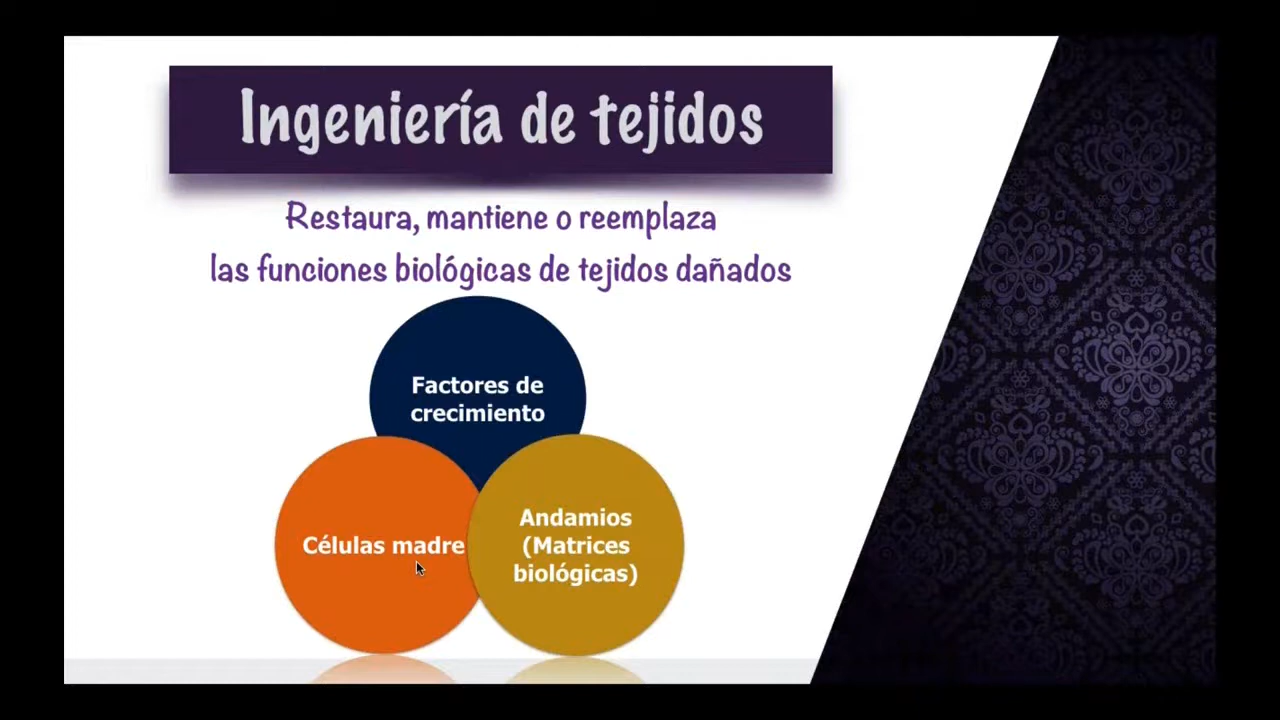 Ingeniería de tejidos
Restaura, mantiene o reemplaza
las funciones biológicas de tejidos dañados
Factores de
crecimiento
Células madre
Andamios
(Matrices
biológicas)